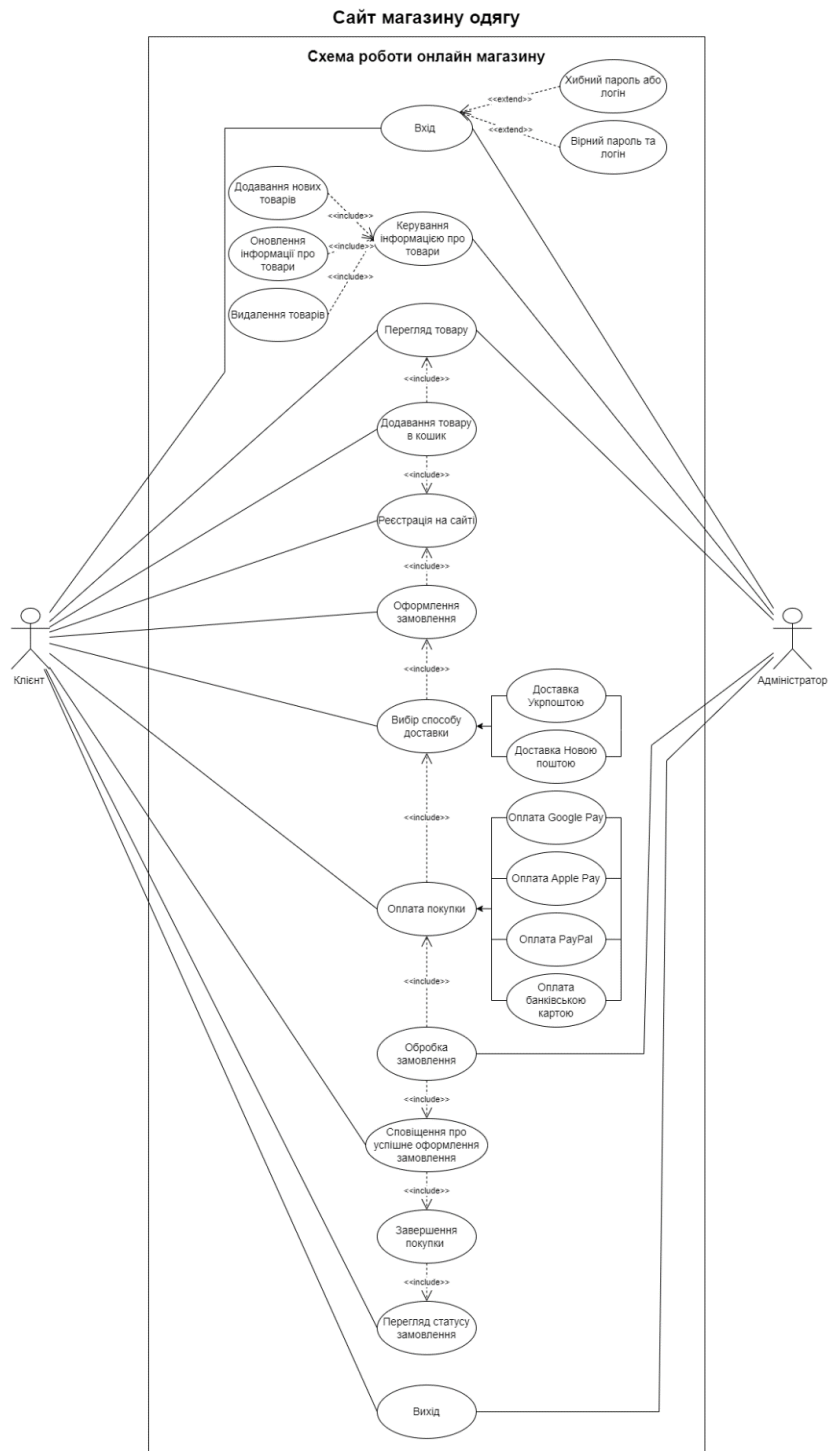 Сайт магазину одягу
Схема роботи онлайн магазину
Хибний пароль або
логін
<<extend>>
Вхід
<<extend>>
Вірний пароль та
логін
Додавання нових
товарів
<<include>>
Керування
інформацією про
товари
Оновлення
інформації про
товари
<<include>>
<<include>>
Видалення товарів
Перегляд товару
<<include>>
Додавання товару
в кошик
<<include>>
Реєстрація на сайті
<<include>>
Оформлення
замовлення
Клієнт
Адміністратор
<<include>>
Вибір способу
доставки
Доставка
Укрпоштою
Доставка Новою
поштою
<<include>>
Оплата Google Pay
Оплата Apple Pay
Оплата покупки
Оплата PayPal
<<include>>
Оплата
банківською
картою
Обробка
замовлення
<<include>>
Сповіщення про
успішне оформлення
замовлення
<<include>>
Завершення
покупки
<<include>>
Перегляд статусу
замовлення
Вихід